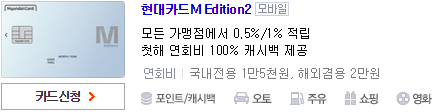 HyundaiCard
M
현대카드M Edition2 모바일
모든 가맹점에서 0.5%/1% 적립
첫해 연회비 100% 캐시백 제공
연회비 | 국내전용 1만5천원, 해외겸용 2만원
카드신청
포인트/캐시백 오토 주유 쇼핑 영화